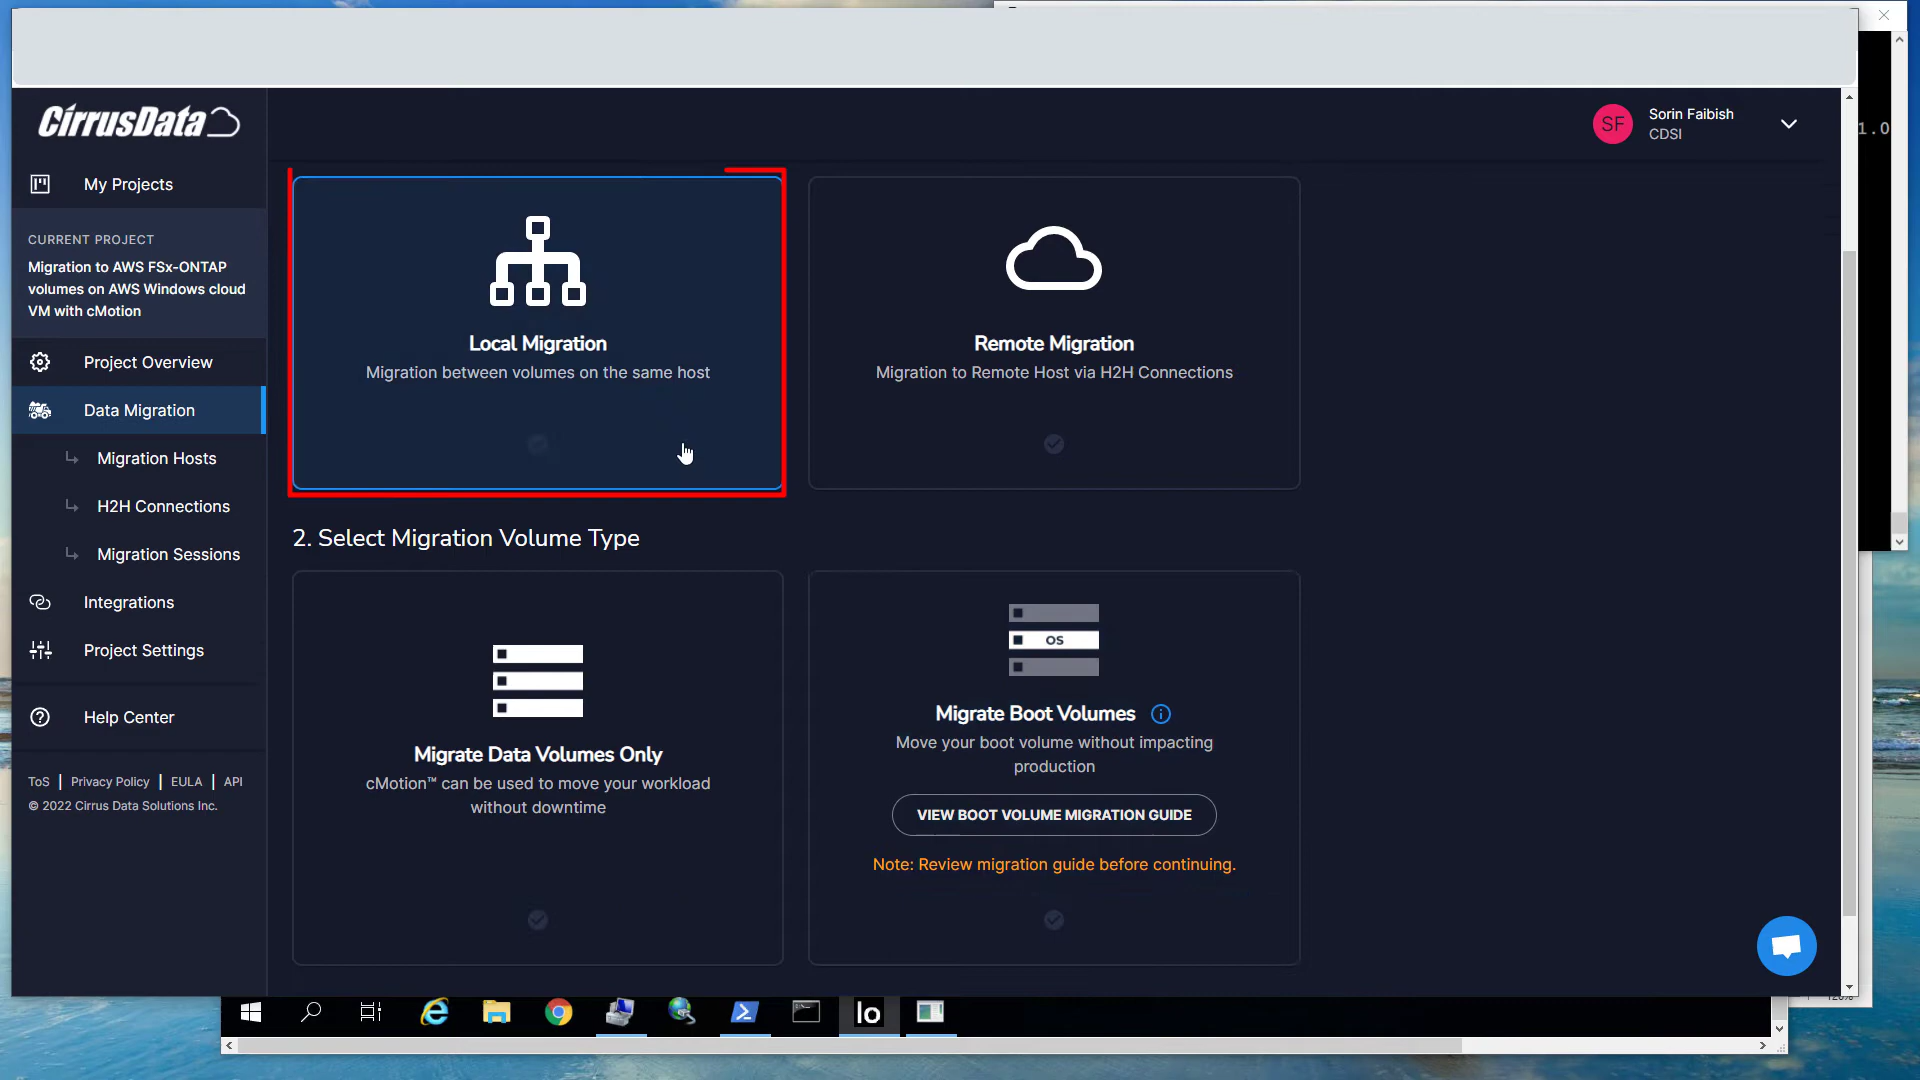 CirrusData
SF
Sorin Faibish
CDSI
1.0
My Projects
CURRENT PROJECT
Migration to AWS FSx-ONTAP
volumes on AWS Windows cloud
VM with cMotion
Project Overview
Data Migration
Migration Hosts
H2H Connections
Migration Sessions
Integrations
Project Settings
Help Center
ToS | Privacy Policy | EULA | API
© 2022 Cirrus Data Solutions Inc.
Local Migration
Migration between volumes on the same host
Remote Migration
Migration to Remote Host via H2H Connections
2. Select Migration Volume Type
Migrate Data Volumes Only
cMotion™ can be used to move your workload
without downtime
OS
Migrate Boot Volumes
Move your boot volume without impacting
production
VIEW BOOT VOLUME MIGRATION GUIDE
Note: Review migration guide before continuing.
Io